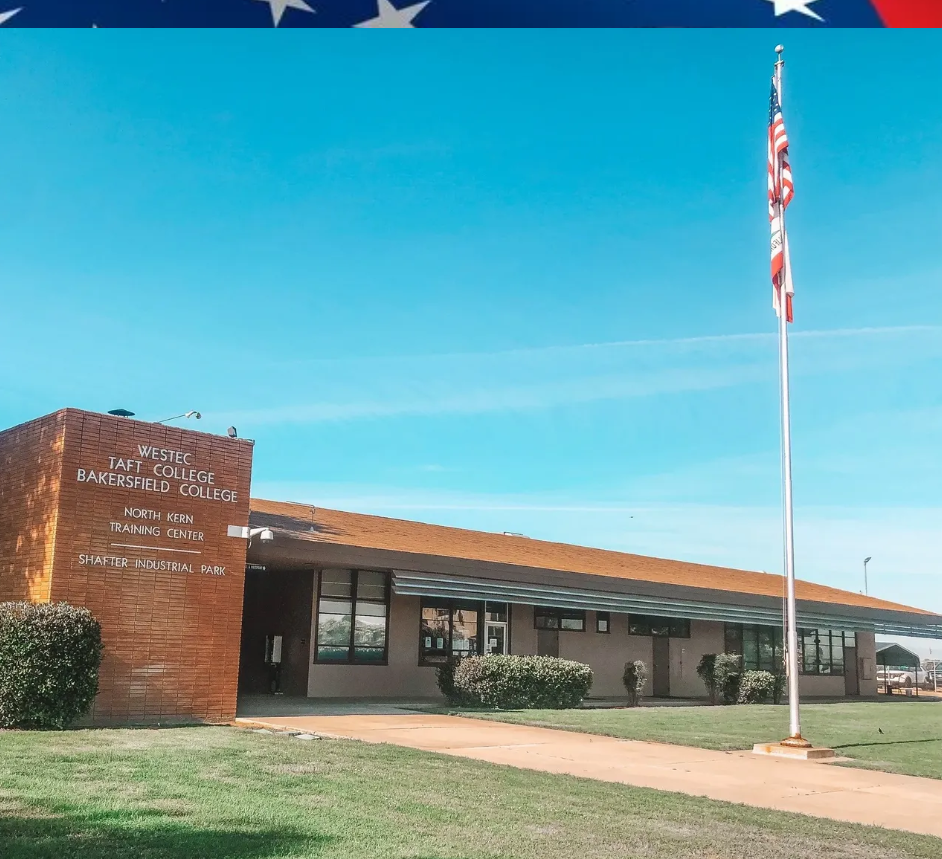 WESTEC
TAFT COLLEGE
BAKERSFIELD COLLEGE
NORTH KERN
TRAINING CENTER
SHAFTER INDUSTRIAL PARK